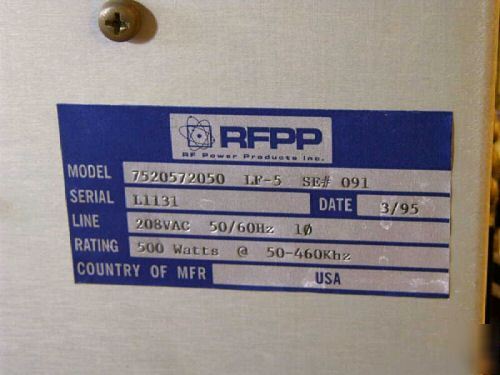 RFPP
RF Power Products Inc.
MODEL 7520572050 LF-5 SE# 091
SERIAL L1131 DATE 3/95
LINE 208VAC 50/60Hz 1Ø
RATING 500 Watts @ 50-460Khz
COUNTRY OF MFR USA